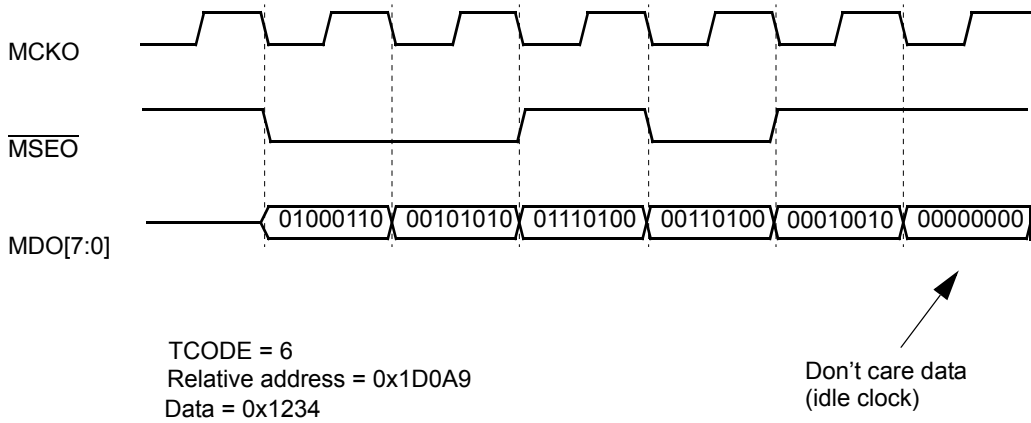 MCKO
MSEO
MDO[7:0]
01000110 00101010 01110100 00110100 00010010 00000000
TCODE = 6
Relative address = 0x1D0A9
Data = 0x1234
Don't care data
(idle clock)